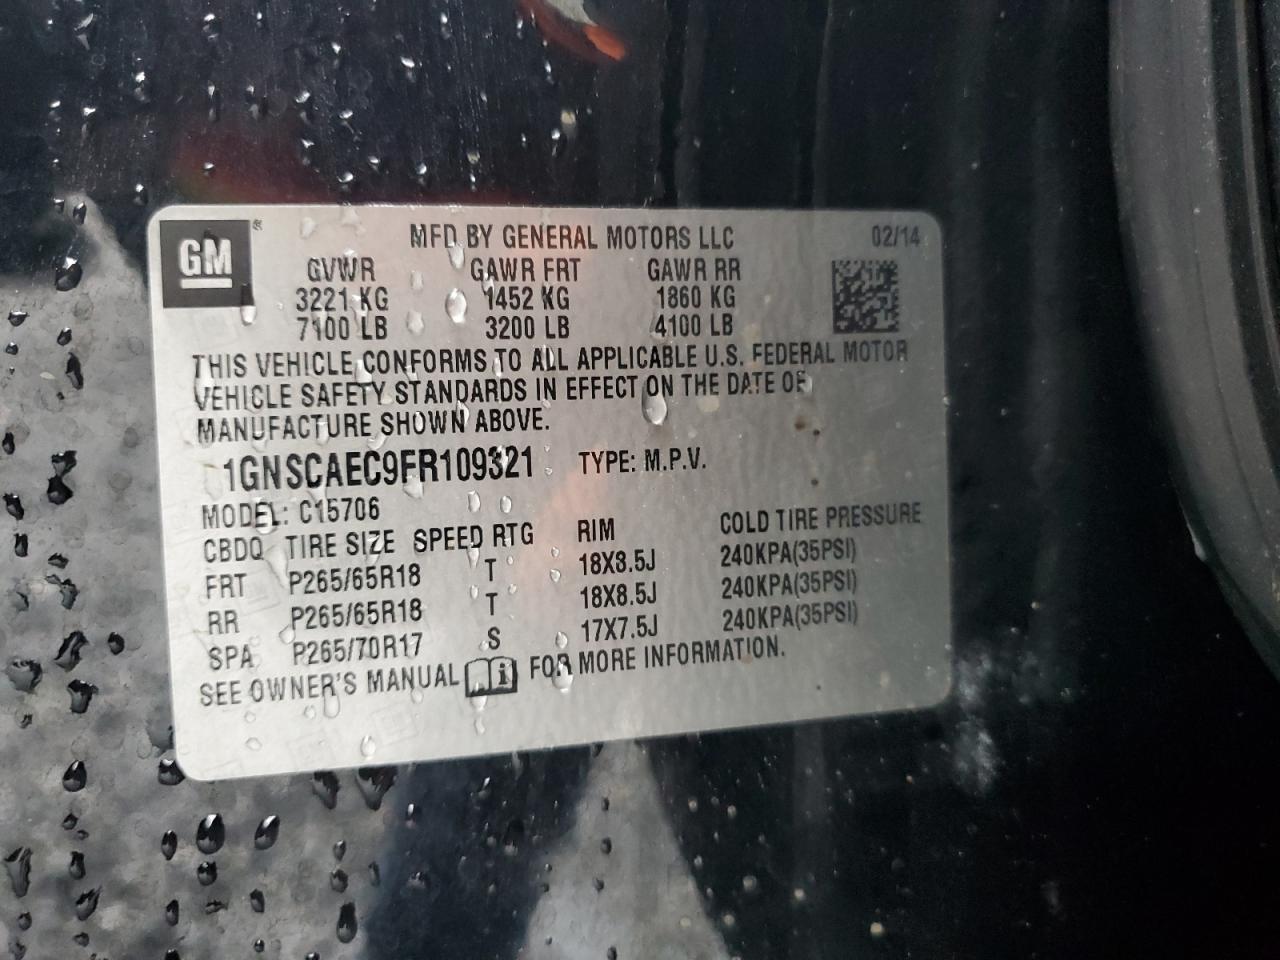 GM ® MFD BY GENERAL MOTORS LLC 02/14
GVWR GAWR FRT GAWR RR
3221 KG 1452 KG 1860 KG
7100 LB 3200 LB 4100 LB
THIS VEHICLE CONFORMS TO ALL APPLICABLE U.S. FEDERAL MOTOR
VEHICLE SAFETY STANDARDS IN EFFECT ON THE DATE OF
MANUFACTURE SHOWN ABOVE.
1GNSCAEC9FR109321 TYPE: M.P.V.
MODEL: C15706
CBDQ TIRE SIZE SPEED RTG RIM COLD TIRE PRESSURE
FRT P265/65R18 T 18X8.5J 240KPA(35PSI)
RR P265/65R18 T 18X8.5J 240KPA(35PSI)
SPA P265/70R17 S 17X7.5J 240KPA(35PSI)
SEE OWNER'S MANUAL i FOR MORE INFORMATION.